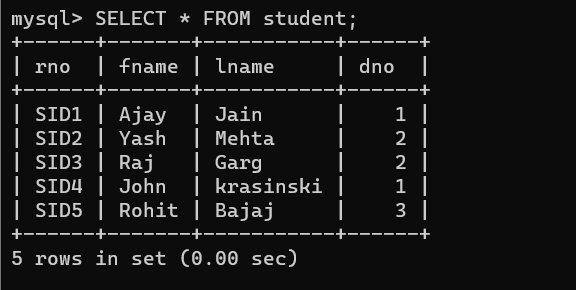 mysql> SELECT * FROM student;
+------+-------+-----------+------+
| rno  | fname | lname     | dno  |
+------+-------+-----------+------+
| SID1 | Ajay  | Jain      |    1 |
| SID2 | Yash  | Mehta     |    2 |
| SID3 | Raj   | Garg      |    2 |
| SID4 | John  | krasinski |    1 |
| SID5 | Rohit | Bajaj     |    3 |
+------+-------+-----------+------+
5 rows in set (0.00 sec)